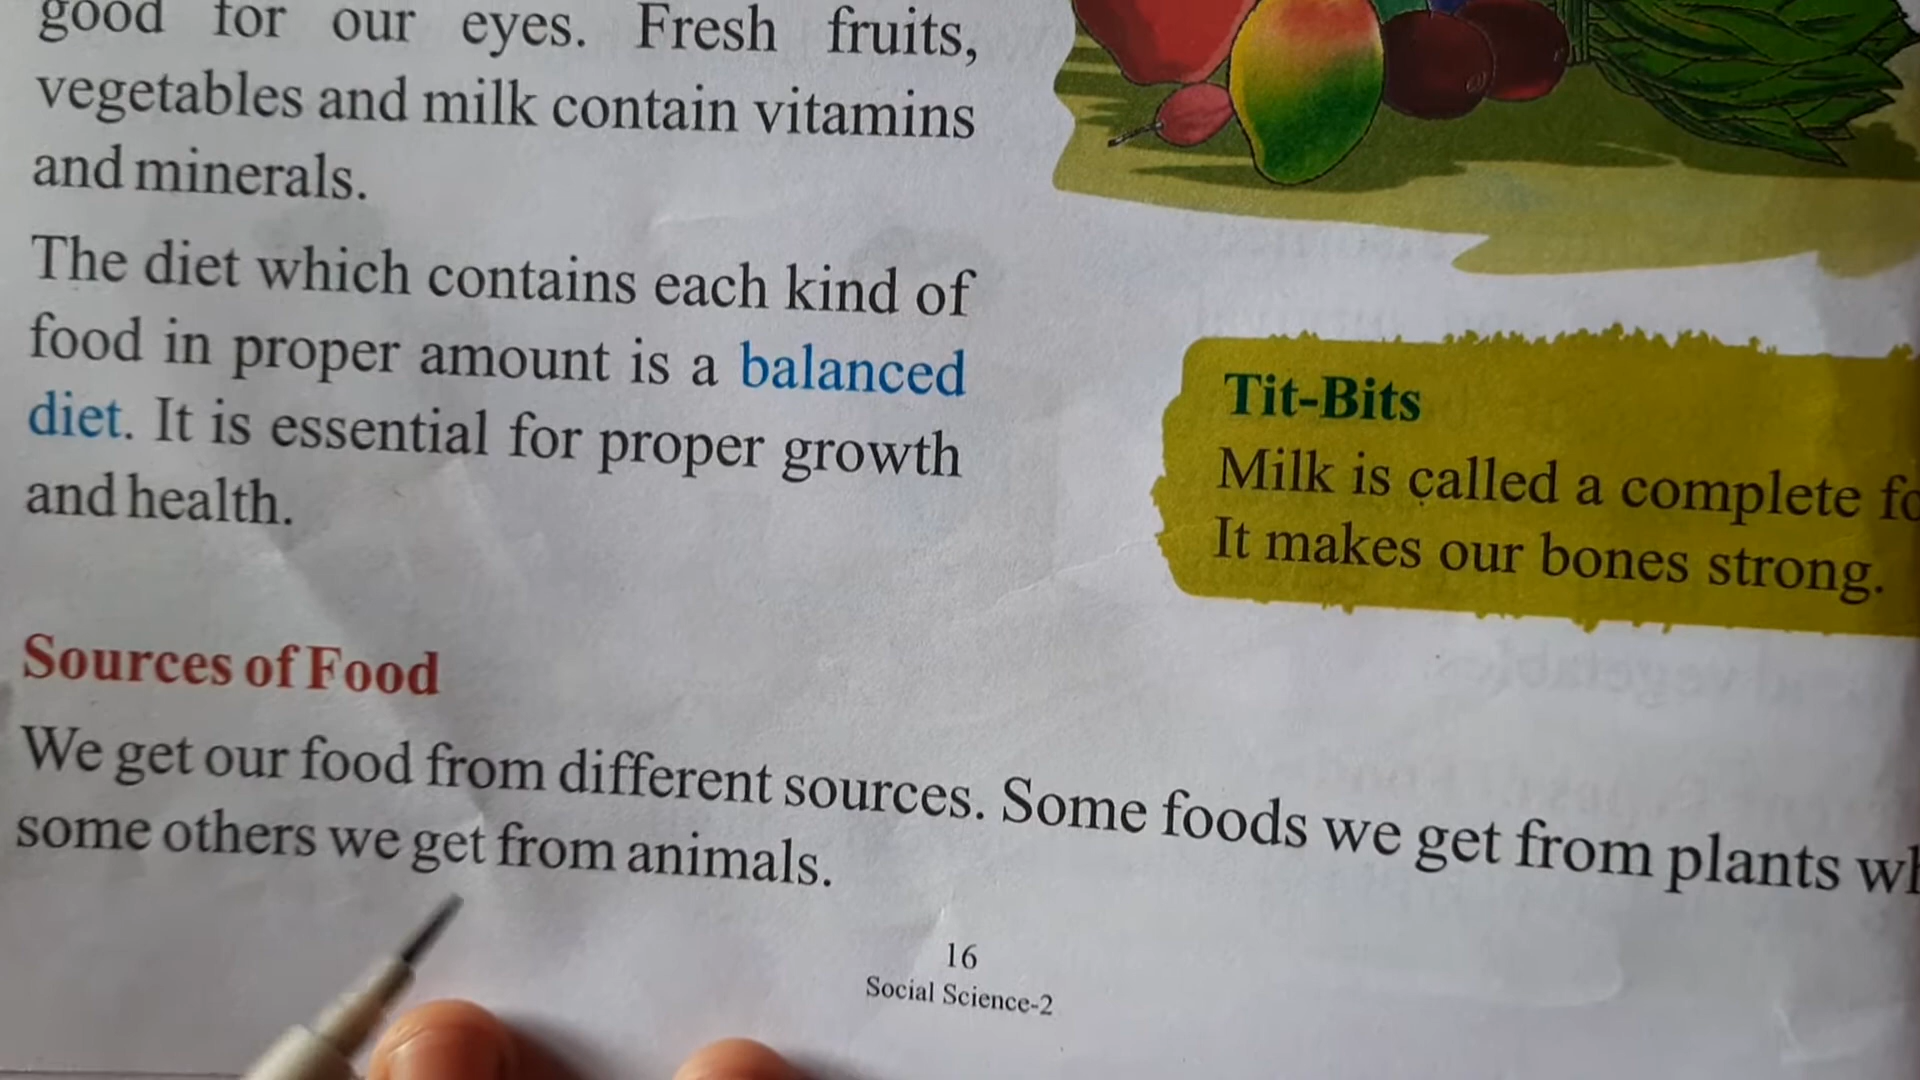 good for our eyes. Fresh fruits,
vegetables and milk contain vitamins
and minerals.
The diet which contains each kind of
food in proper amount is a balanced
diet. It is essential for proper growth
and health.
Tit-Bits
Milk is called a complete
It makes our bones strong.
Sources of Food
We get our food from different sources. Some foods we get from plants
some others we get from animals.
16
Social Science-2